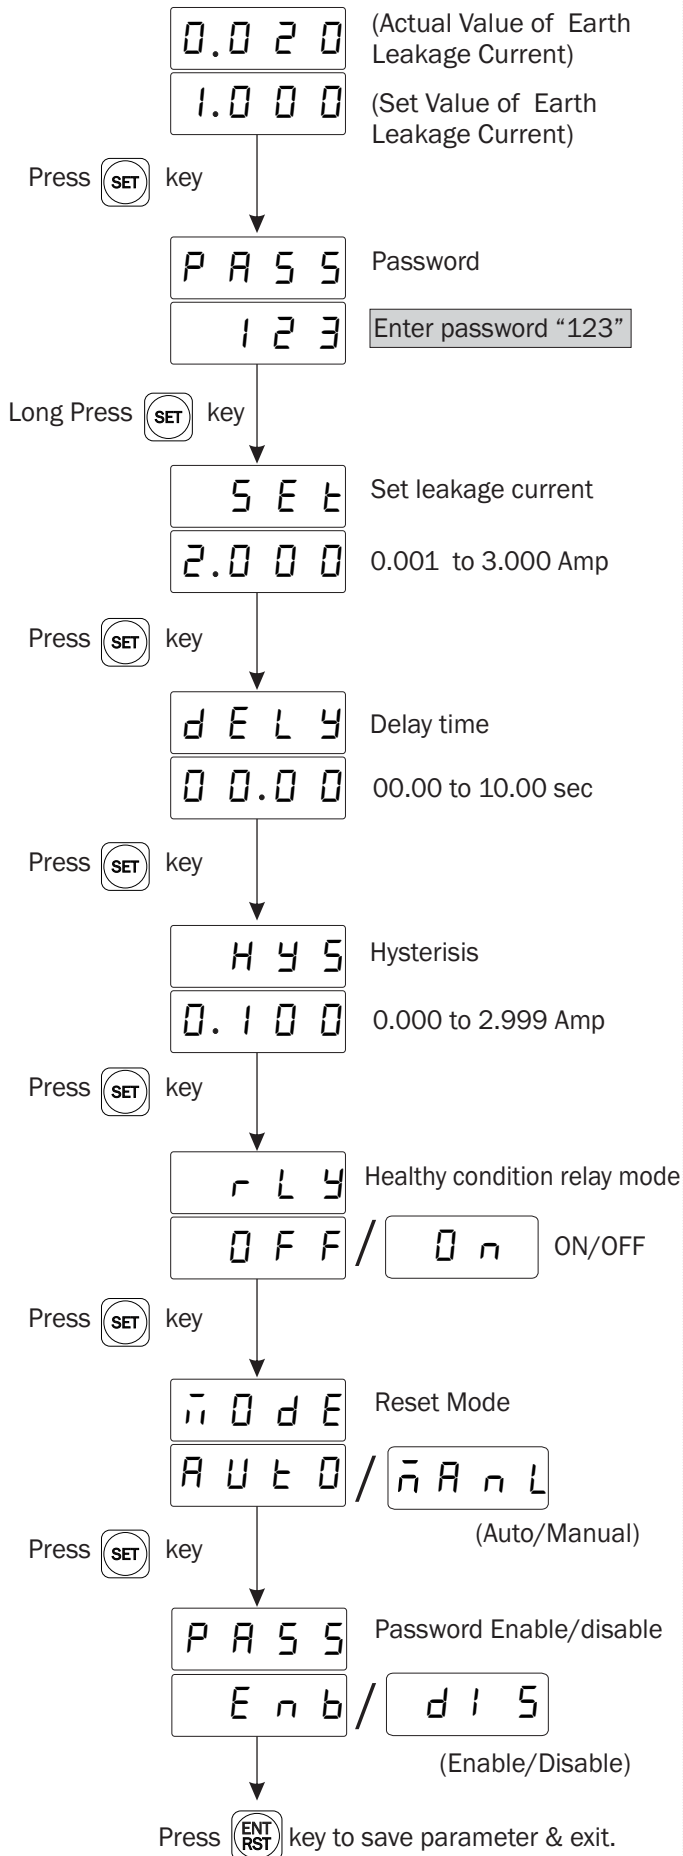 0.020 (Actual Value of Earth
Leakage Current)
1.000 (Set Value of Earth
Leakage Current)
Press SET key
PASS Password
123 Enter password “123”
Long Press SET key
SEt Set leakage current
2.000 0.001 to 3.000 Amp
Press SET key
dELY Delay time
00.00 00.00 to 10.00 sec
Press SET key
HYS Hysterisis
0.100 0.000 to 2.999 Amp
Press SET key
rLY Healthy condition relay mode
OFF / On ON/OFF
Press SET key
n̄OdE Reset Mode
AUtO / n̄AnL
(Auto/Manual)
Press SET key
PASS Password Enable/disable
Enb / dIS
(Enable/Disable)
Press ENT RST key to save parameter & exit.